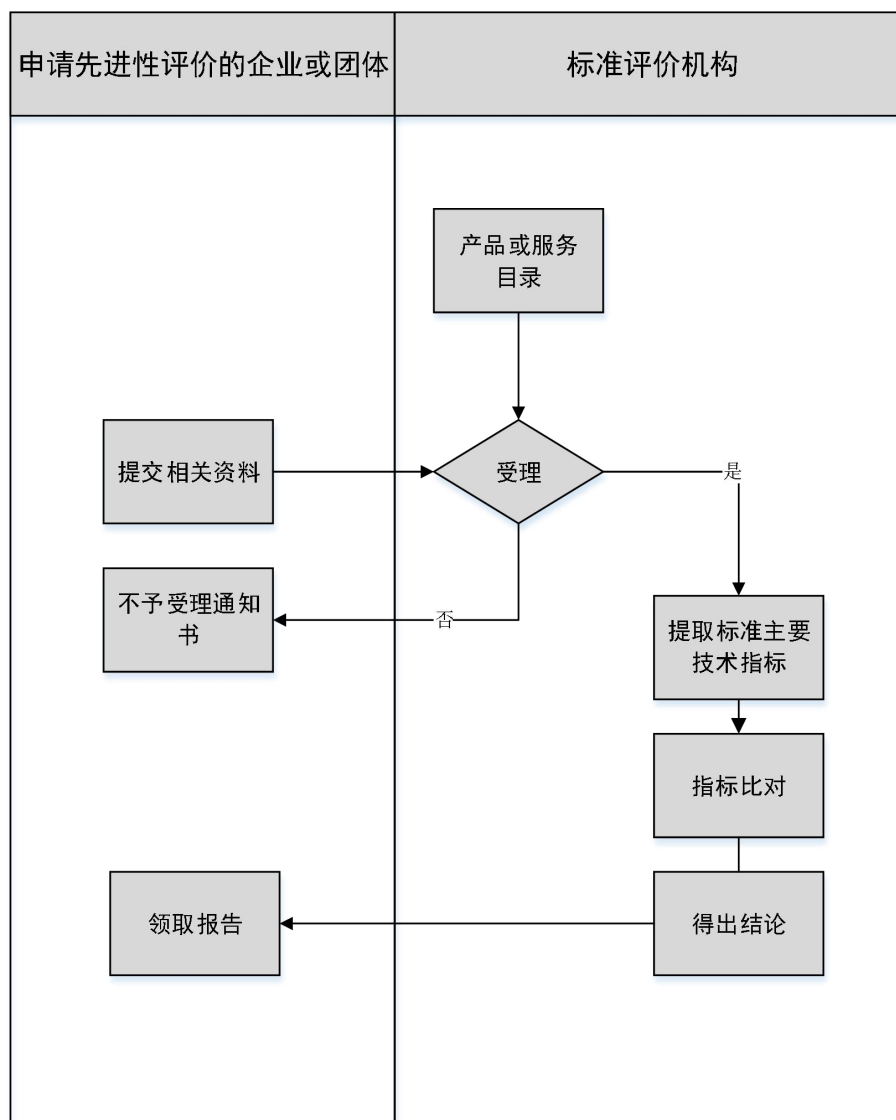 申请先进性评价的企业或团体
标准评价机构
产品或服务
目录
提交相关资料
受理
是
不予受理通知
书
否
提取标准主要
技术指标
指标比对
领取报告
得出结论